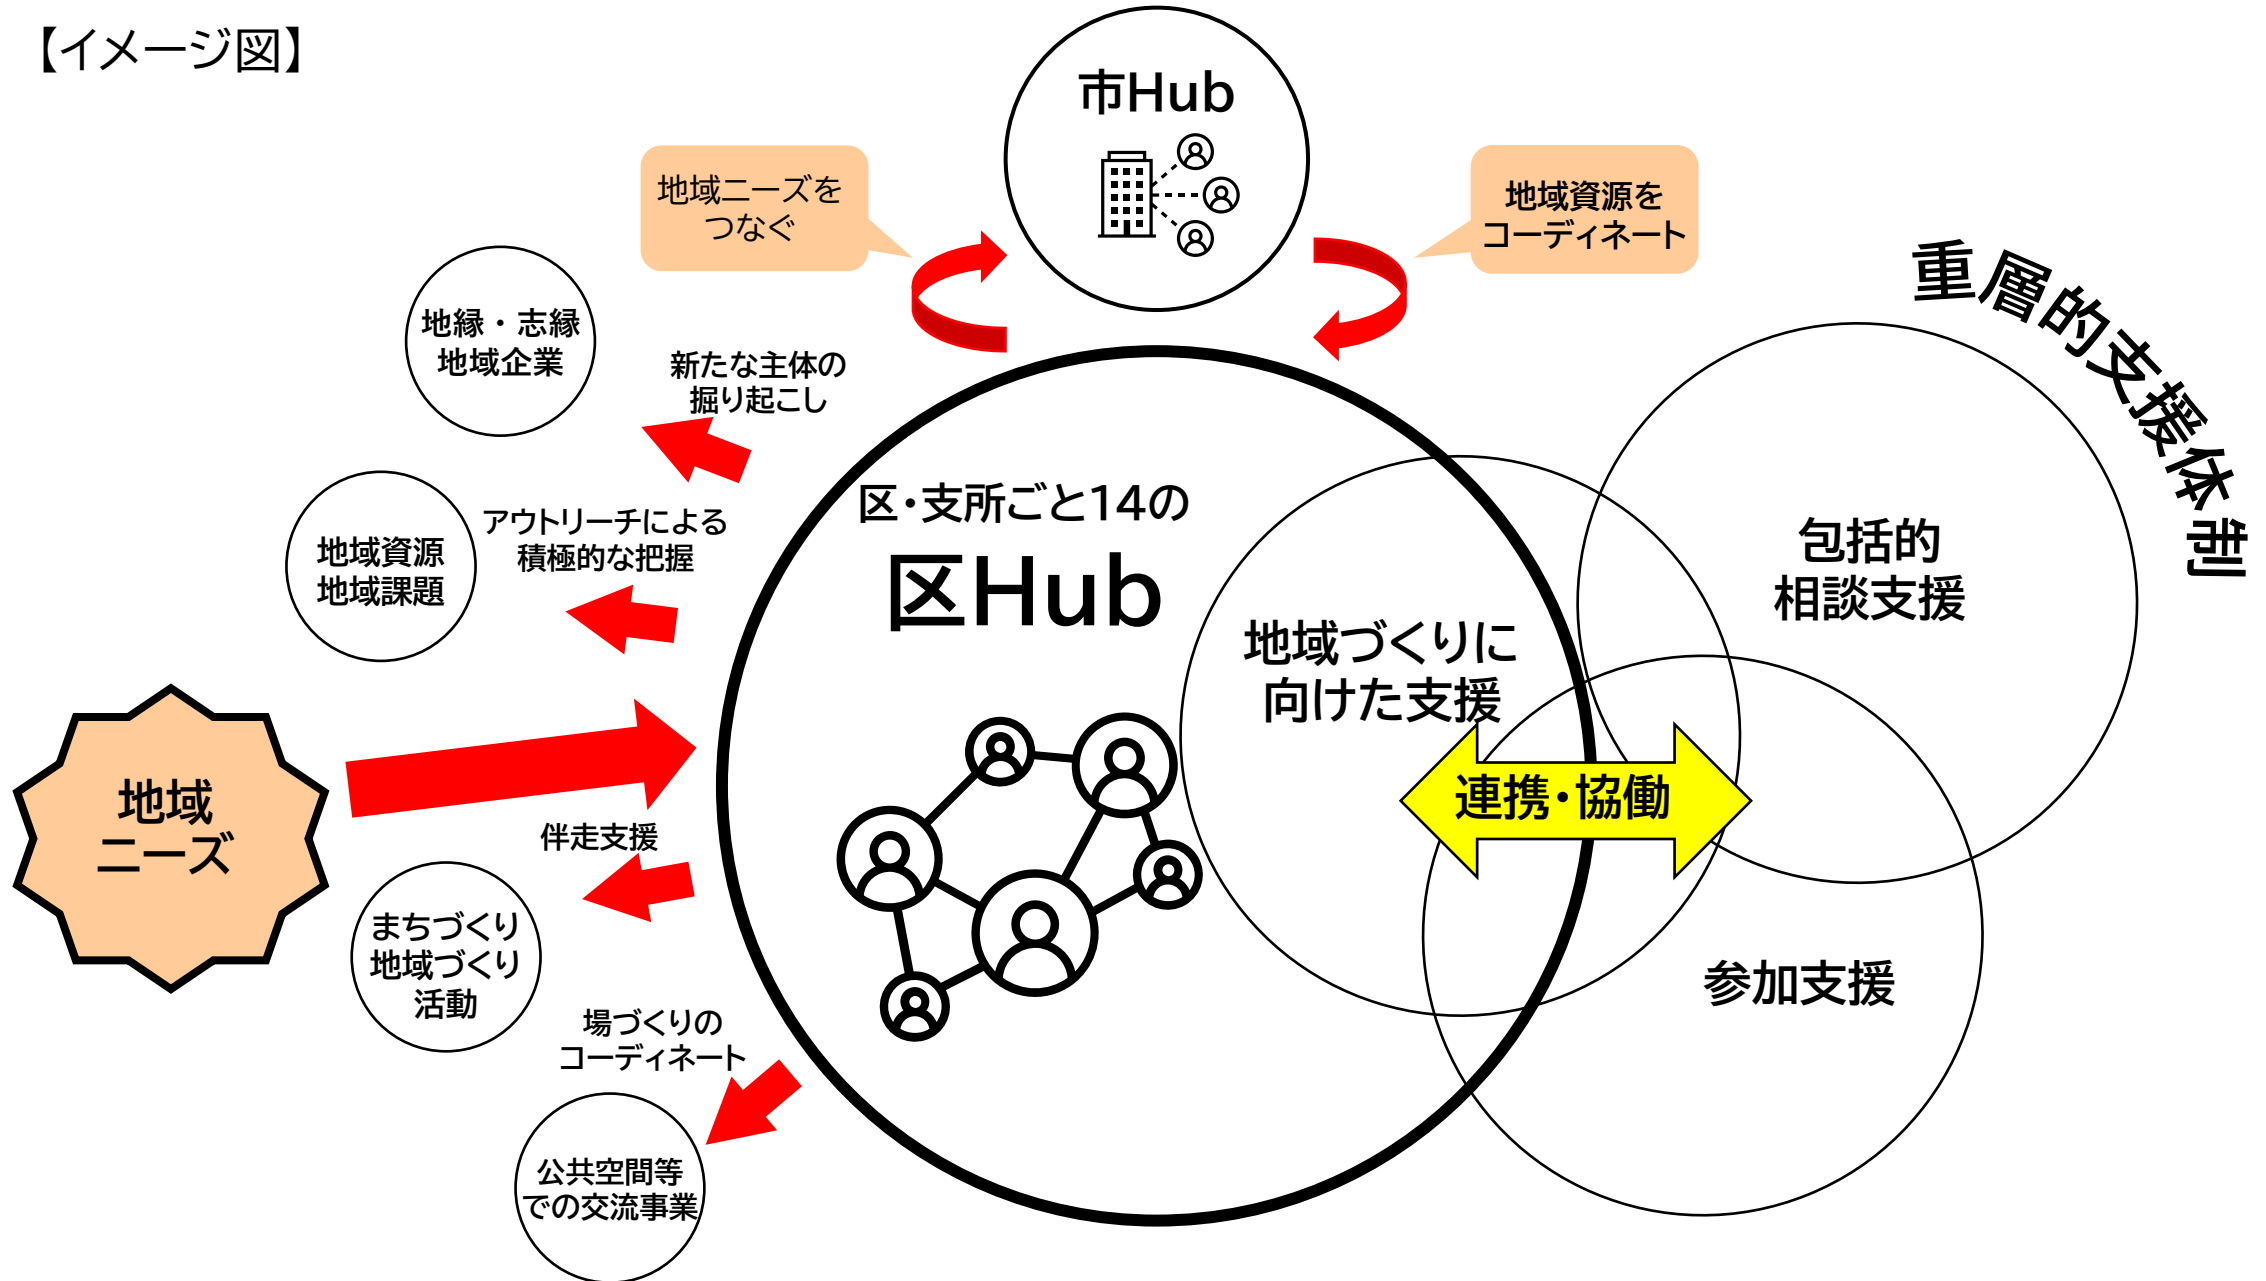 【イメージ図】
市Hub
地域ニーズを
つなぐ
地域資源を
コーディネート
重層的支援体制
地縁・志縁
地域企業
新たな主体の
掘り起こし
地域資源
地域課題
アウトリーチによる
積極的な把握
区・支所ごと14の
区Hub
地域づくりに
向けた支援
包括的
相談支援
連携・協働
参加支援
地域
ニーズ
伴走支援
まちづくり
地域づくり
活動
場づくりの
コーディネート
公共空間等
での交流事業